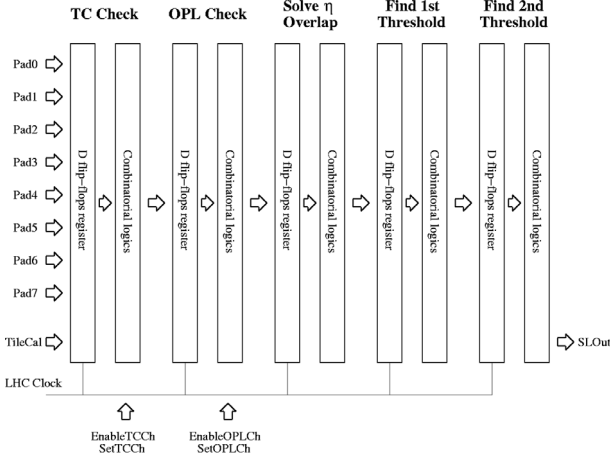 TC Check
OPL Check
Solve η
Overlap
Find 1st
Threshold
Find 2nd
Threshold
Pad0
Pad1
Pad2
Pad3
Pad4
Pad5
Pad6
Pad7
TileCal
D flip-flops register
Combinatorial logics
D flip-flops register
Combinatorial logics
D flip-flops register
Combinatorial logics
D flip-flops register
Combinatorial logics
D flip-flops register
Combinatorial logics
SLOut
LHC Clock
EnableTCCh
SetTCCh
EnableOPLCh
SetOPLCh